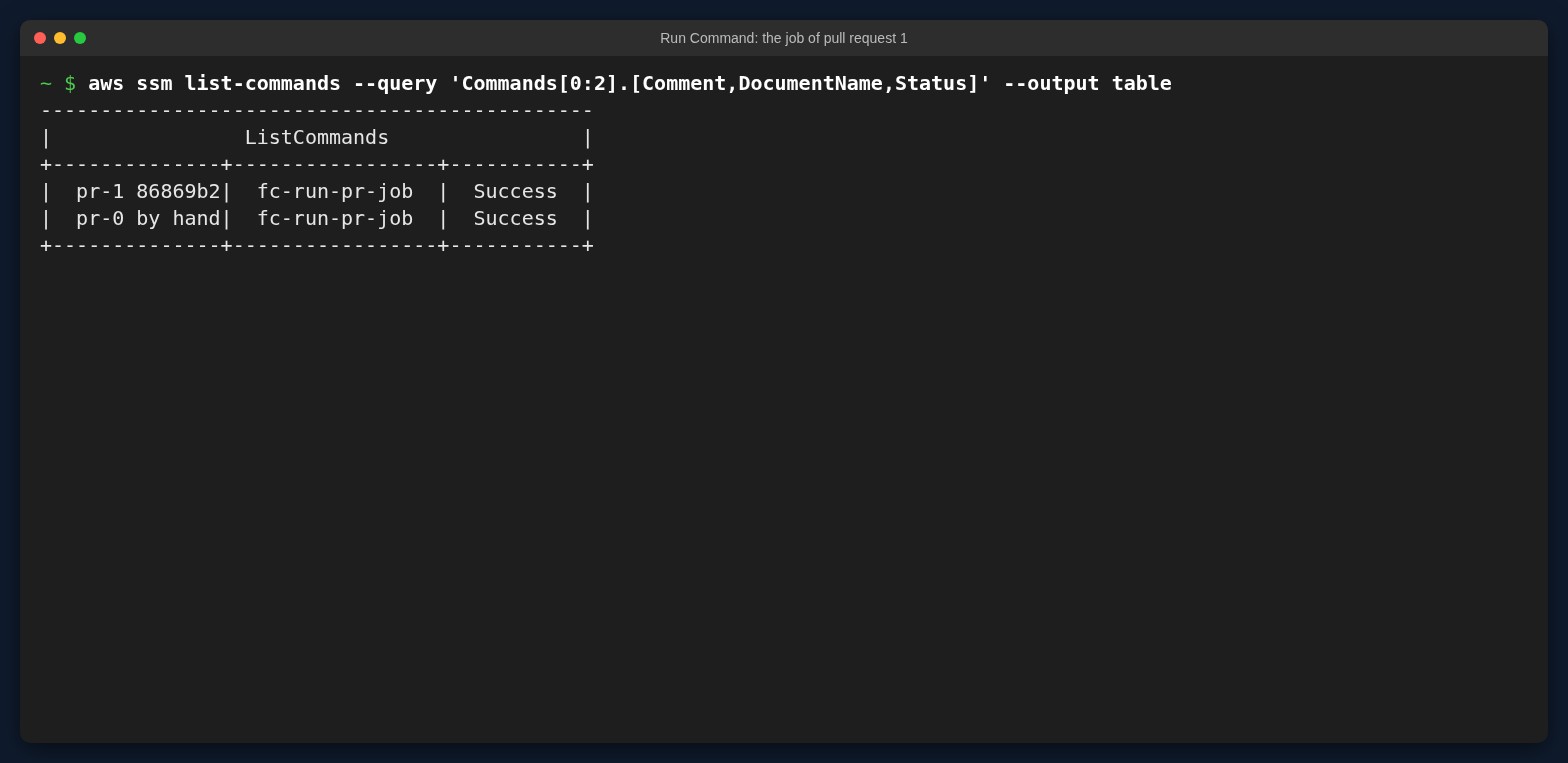 Run Command: the job of pull request 1
~ $ aws ssm list-commands --query 'Commands[0:2].[Comment,DocumentName,Status]' --output table
----------------------------------------------
|                ListCommands                |
+--------------+-----------------+-----------+
|  pr-1 86869b2|  fc-run-pr-job  |  Success  |
|  pr-0 by hand|  fc-run-pr-job  |  Success  |
+--------------+-----------------+-----------+